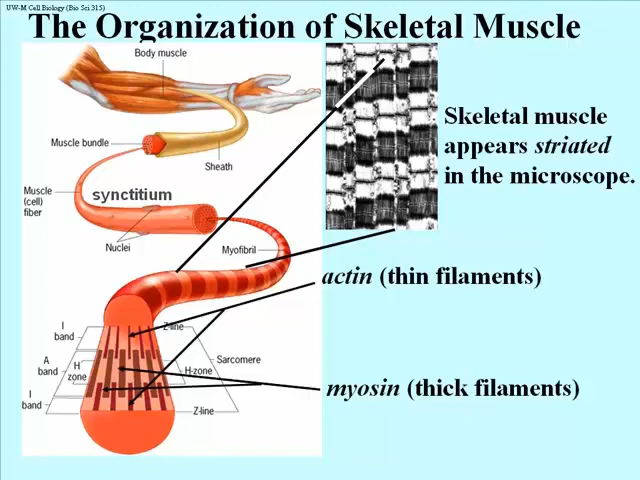 UW-M Cell Biology (Bio Sci 315)
The Organization of Skeletal Muscle
Body muscle
Skeletal muscle
appears striated
in the microscope.
Muscle bundle
Sheath
Muscle
(cell)
fiber
synctitium
Nuclei
Myofibril
actin (thin filaments)
I
band
Z-line
A
band
H
zone
Sarcomere
H-zone
myosin (thick filaments)
I
band
Z-line